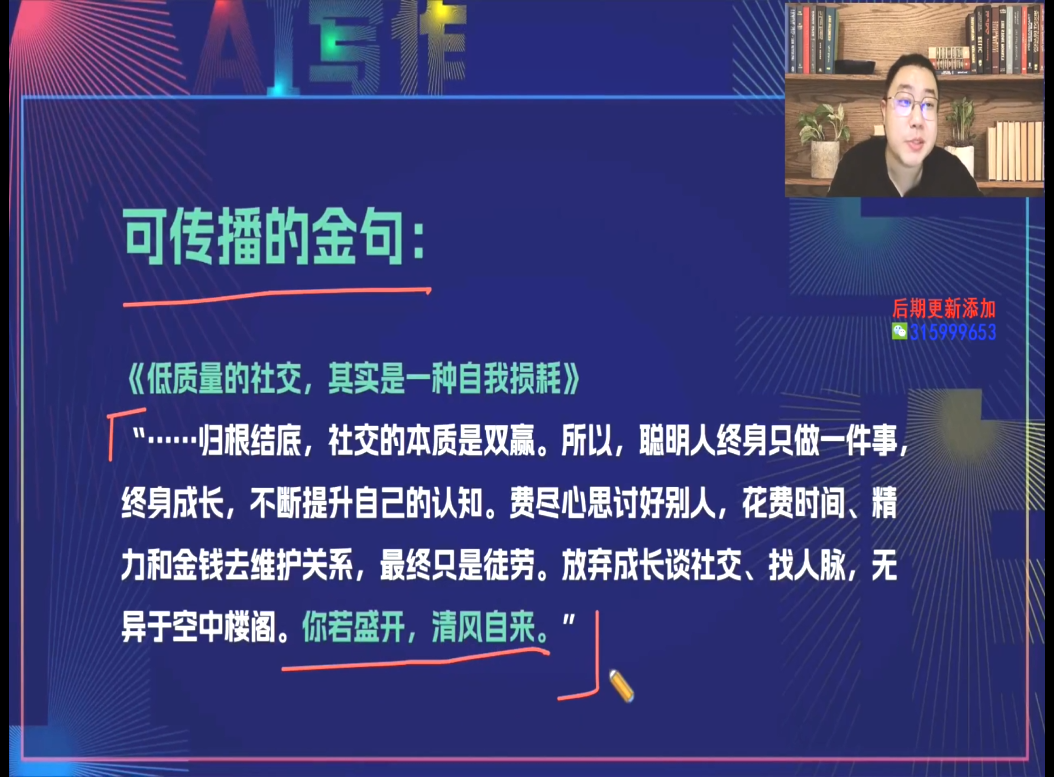 AI写作
可传播的金句：
后期更新添加
315999653
《低质量的社交，其实是一种自我损耗》
“……归根结底，社交的本质是双赢。所以，聪明人终身只做一件事，
终身成长，不断提升自己的认知。费尽心思讨好别人，花费时间、精
力和金钱去维护关系，最终只是徒劳。放弃成长谈社交、找人脉，无
异于空中楼阁。你若盛开，清风自来。”